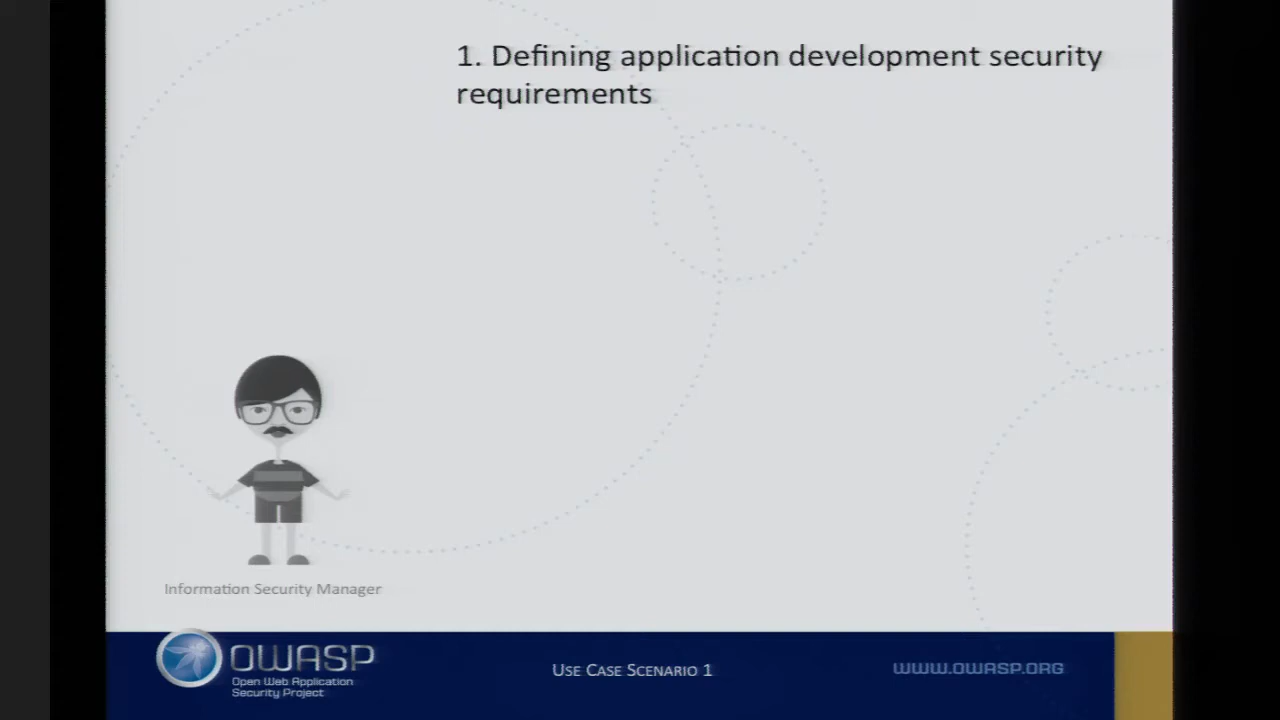 1. Defining application development security
requirements
Information Security Manager
OWASP
Open Web Application
Security Project
USE CASE SCENARIO 1
WWW.OWASP.ORG